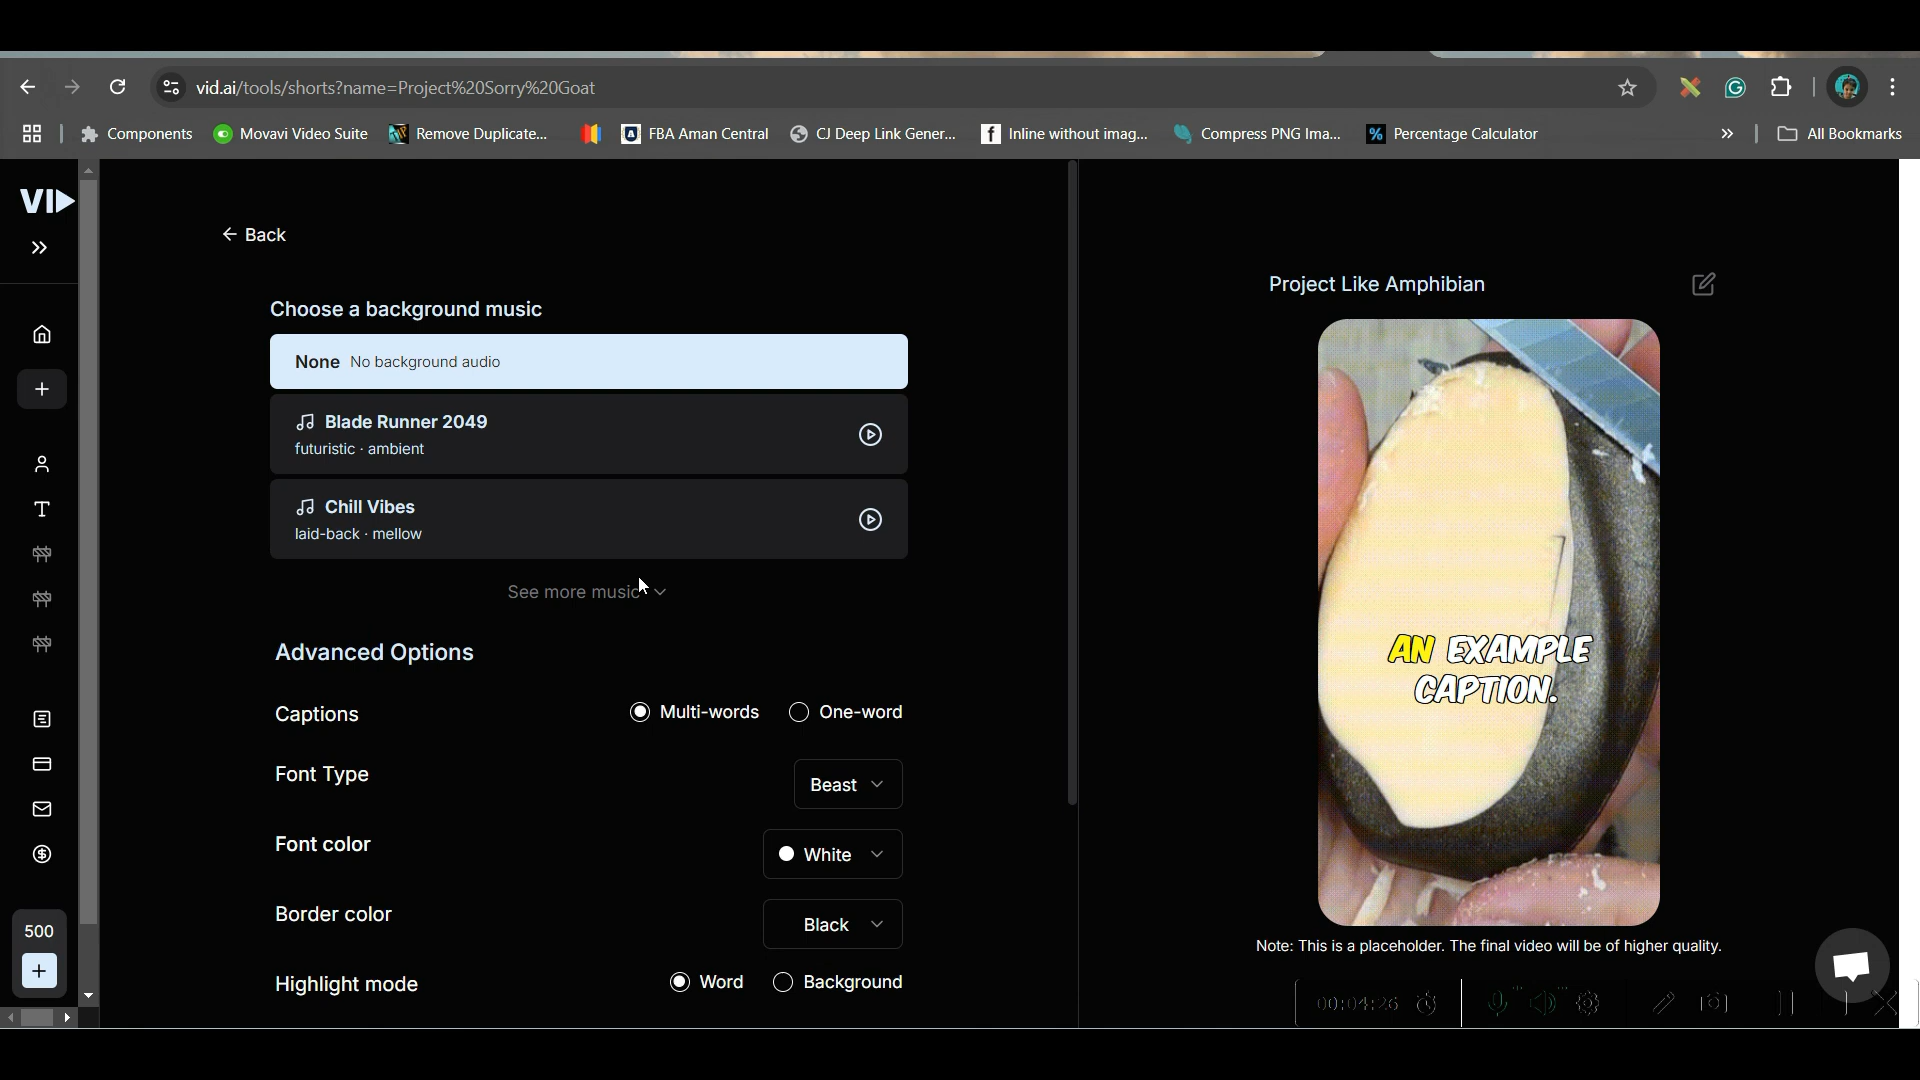 vid.ai/tools/shorts?name=Project%20Sorry%20Goat
Components
Movavi Video Suite
Remove Duplicate...
FBA Aman Central
CJ Deep Link Gener...
Inline without imag...
Compress PNG Ima...
Percentage Calculator
All Bookmarks
VID
Back
Choose a background music
None No background audio
Blade Runner 2049
futuristic · ambient
Chill Vibes
laid-back · mellow
See more music
Advanced Options
Captions
Multi-words
One-word
Font Type
Beast
Font color
White
Border color
Black
Highlight mode
Word
Background
500
Project Like Amphibian
AN EXAMPLE
CAPTION.
Note: This is a placeholder. The final video will be of higher quality.
00:04:26